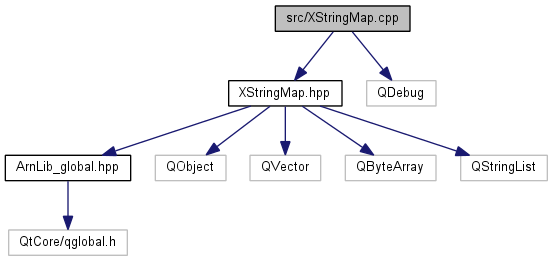 src/XStringMap.cpp
XStringMap.hpp
QDebug
ArnLib_global.hpp
QObject
QVector
QByteArray
QStringList
QtCore/qglobal.h